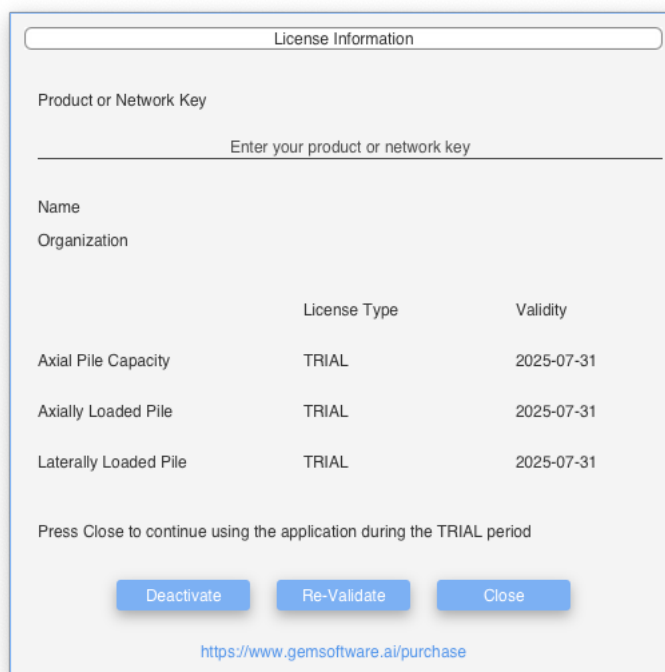 License Information
Product or Network Key
Enter your product or network key
Name
Organization
License Type Validity
Axial Pile Capacity TRIAL 2025-07-31
Axially Loaded Pile TRIAL 2025-07-31
Laterally Loaded Pile TRIAL 2025-07-31
Press Close to continue using the application during the TRIAL period
Deactivate Re-Validate Close
https://www.gemsoftware.ai/purchase